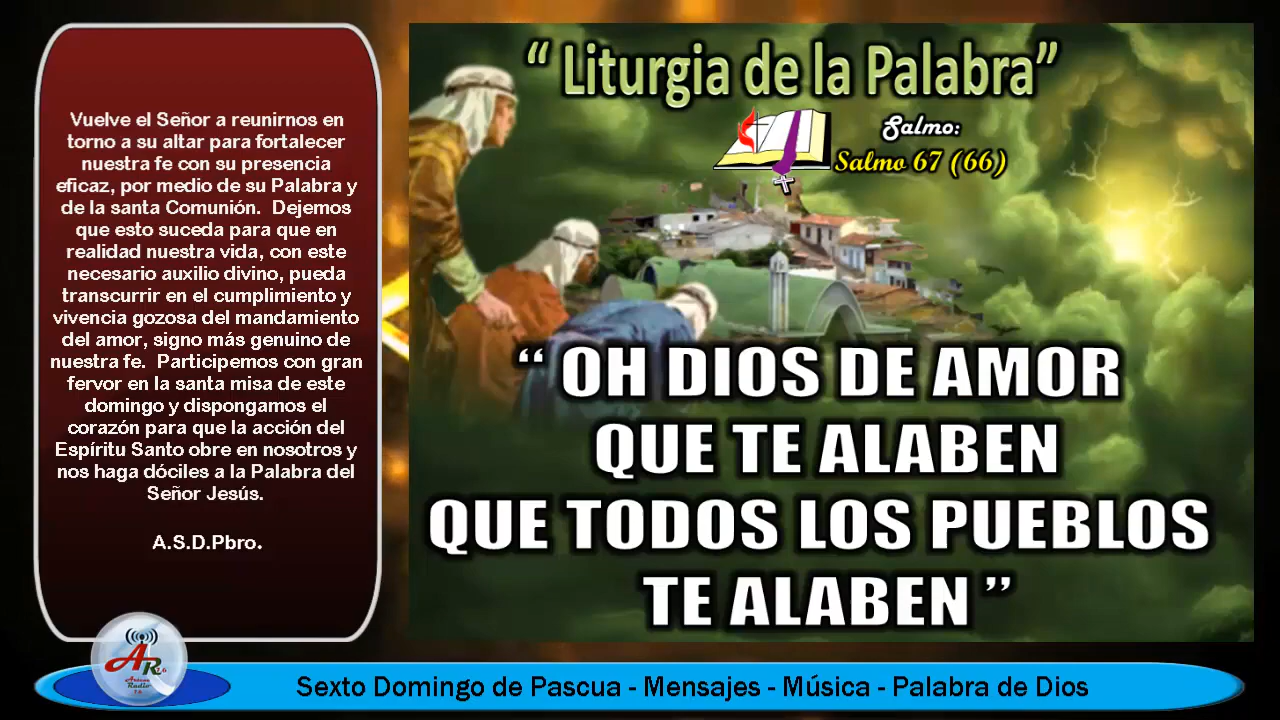 Vuelve el Señor a reunirnos en
torno a su altar para fortalecer
nuestra fe con su presencia
eficaz, por medio de su Palabra y
de la santa Comunión.  Dejemos
que esto suceda para que en
realidad nuestra vida, con este
necesario auxilio divino, pueda
transcurrir en el cumplimiento y
vivencia gozosa del mandamiento
del amor, signo más genuino de
nuestra fe.  Participemos con gran
fervor en la santa misa de este
domingo y dispongamos el
corazón para que la acción del
Espíritu Santo obre en nosotros y
nos haga dóciles a la Palabra del
Señor Jesús.
A.S.D.Pbro.
“ Liturgia de la Palabra”
Salmo:
Salmo 67 (66)
“ OH DIOS DE AMOR
QUE TE ALABEN
QUE TODOS LOS PUEBLOS
TE ALABEN ”
AR
Radio
Sexto Domingo de Pascua - Mensajes - Música - Palabra de Dios